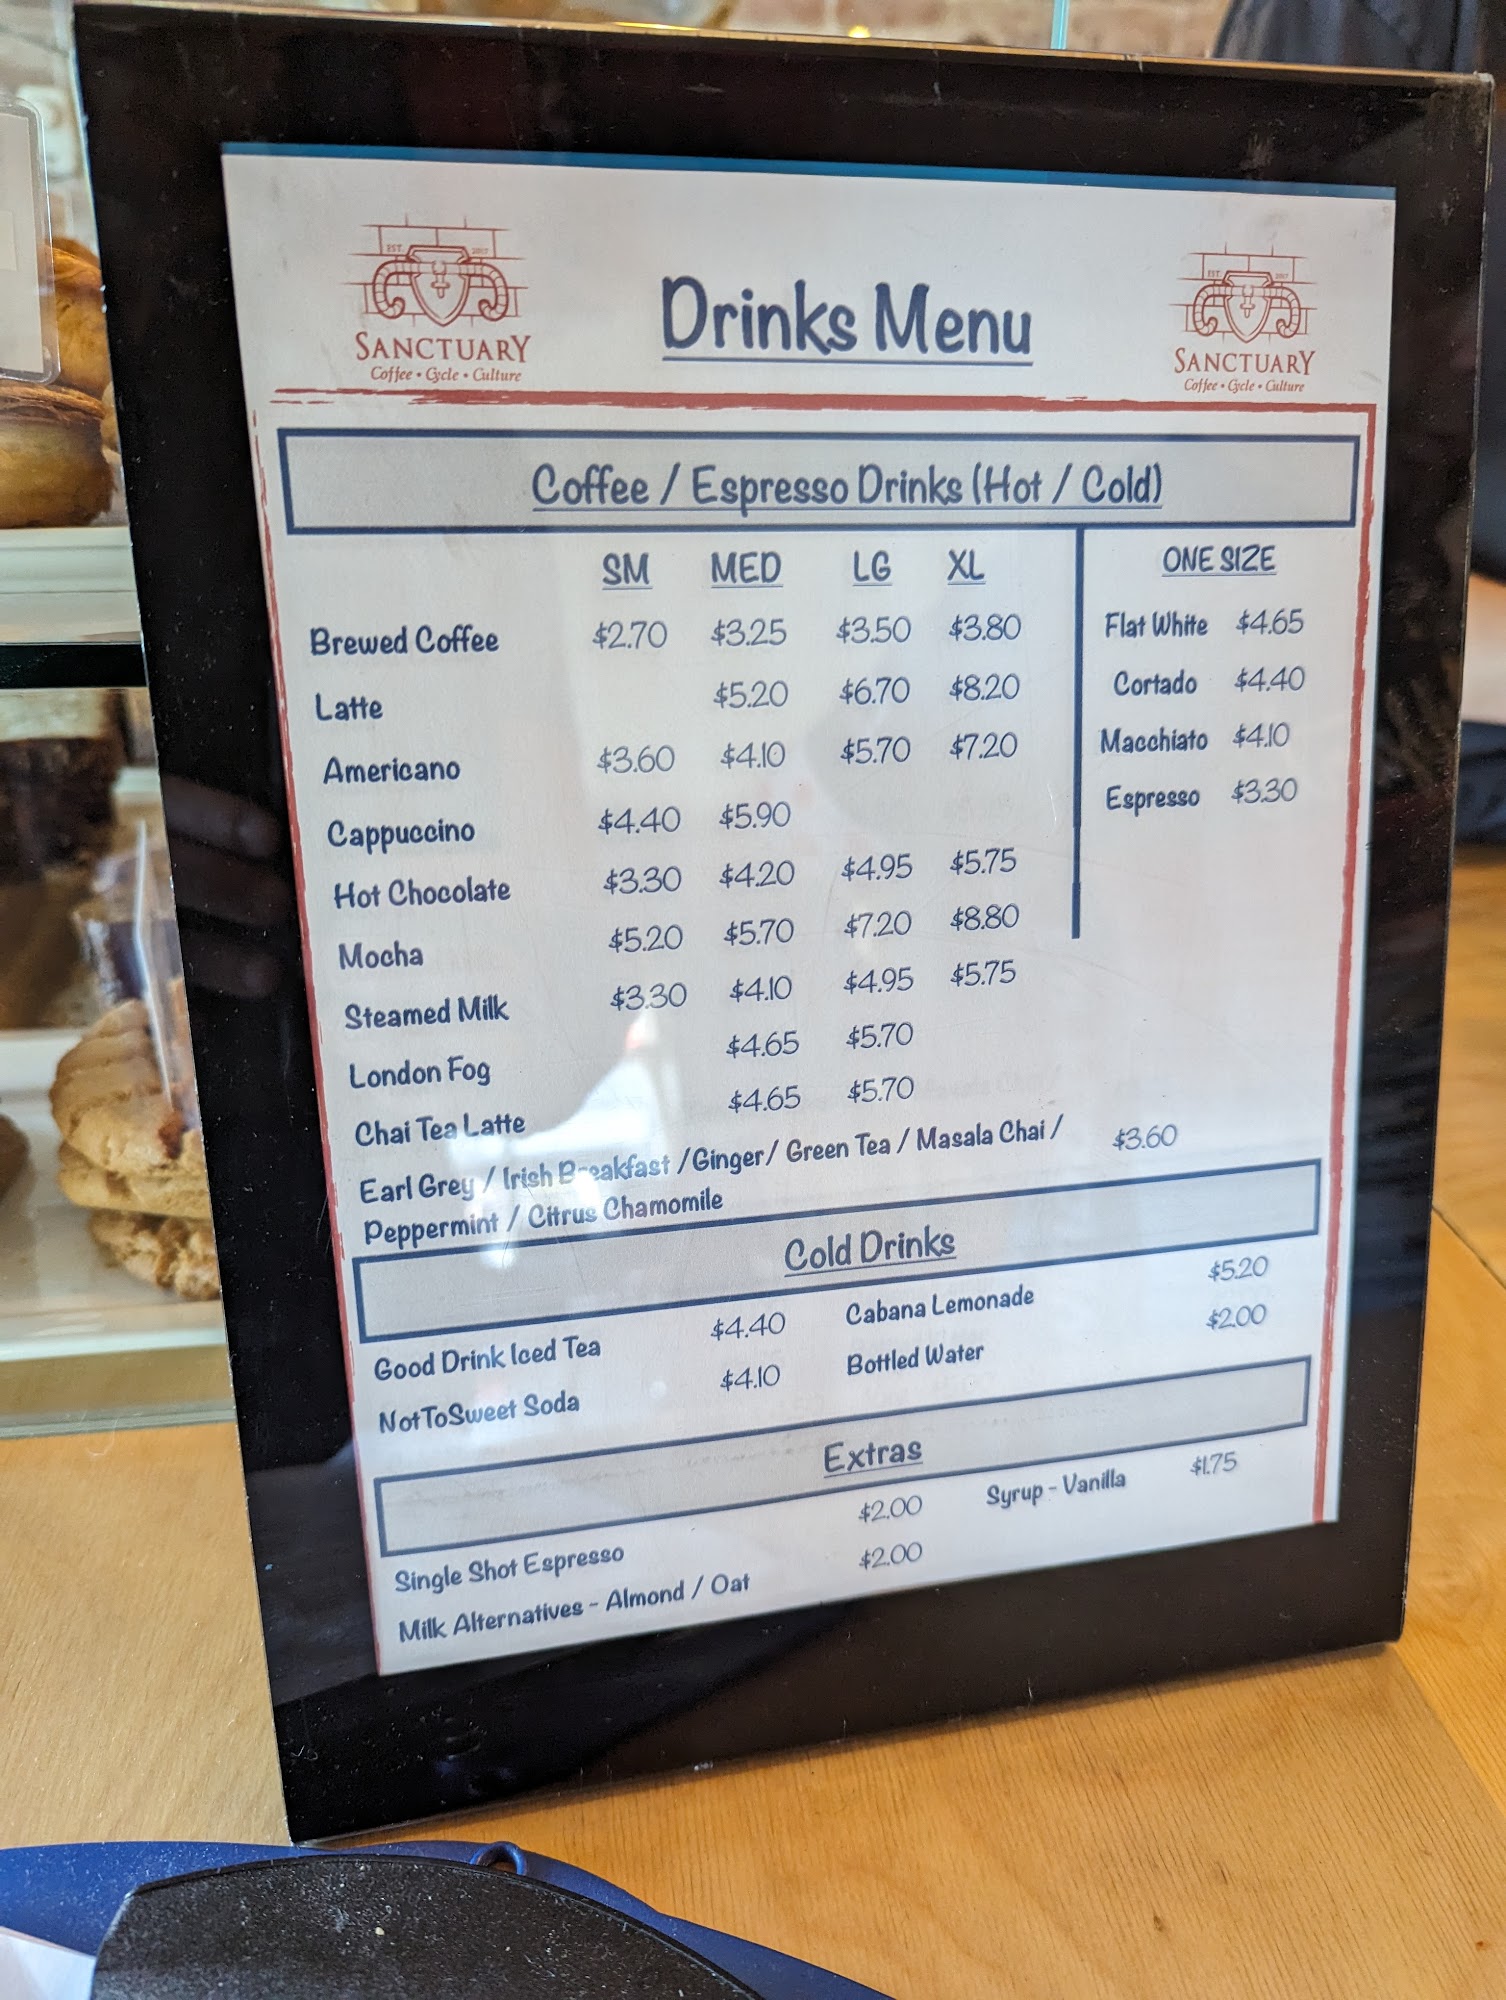 EST. 2017
SANCTUARY
Coffee • Cycle • Culture
Drinks Menu
EST. 2017
SANCTUARY
Coffee • Cycle • Culture
Coffee / Espresso Drinks (Hot / Cold)
SM MED LG XL
Brewed Coffee $2.70 $3.25 $3.50 $3.80
Latte $5.20 $6.70 $8.20
Americano $3.60 $4.10 $5.70 $7.20
Cappuccino $4.40 $5.90
Hot Chocolate $3.30 $4.20 $4.95 $5.75
Mocha $5.20 $5.70 $7.20 $8.80
Steamed Milk $3.30 $4.10 $4.95 $5.75
London Fog $4.65 $5.70
Chai Tea Latte $4.65 $5.70
ONE SIZE
Flat White $4.65
Cortado $4.40
Macchiato $4.10
Espresso $3.30
Earl Grey / Irish Breakfast / Ginger / Green Tea / Masala Chai / $3.60
Peppermint / Citrus Chamomile
Cold Drinks
Good Drink Iced Tea $4.40 Cabana Lemonade $5.20
NotToSweet Soda $4.10 Bottled Water $2.00
Extras
Single Shot Espresso $2.00 Syrup - Vanilla $1.75
Milk Alternatives - Almond / Oat $2.00